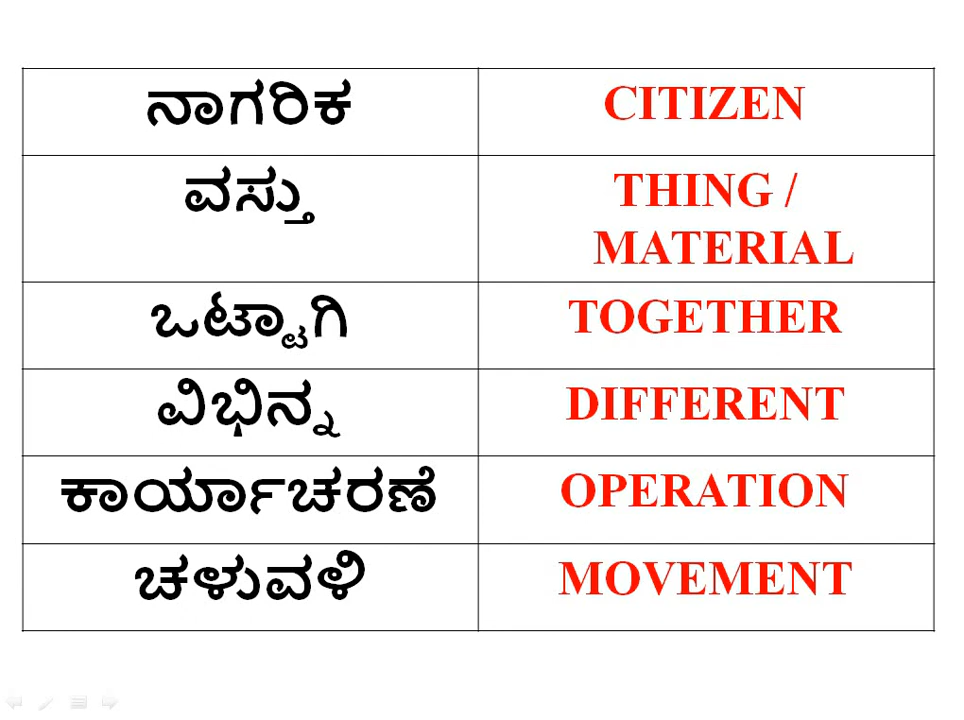 ನಾಗರಿಕ CITIZEN
ವಸ್ತು THING /
MATERIAL
ಒಟ್ಟಾಗಿ TOGETHER
ವಿಭಿನ್ನ DIFFERENT
ಕಾರ್ಯಾಚರಣೆ OPERATION
ಚಳುವಳಿ MOVEMENT